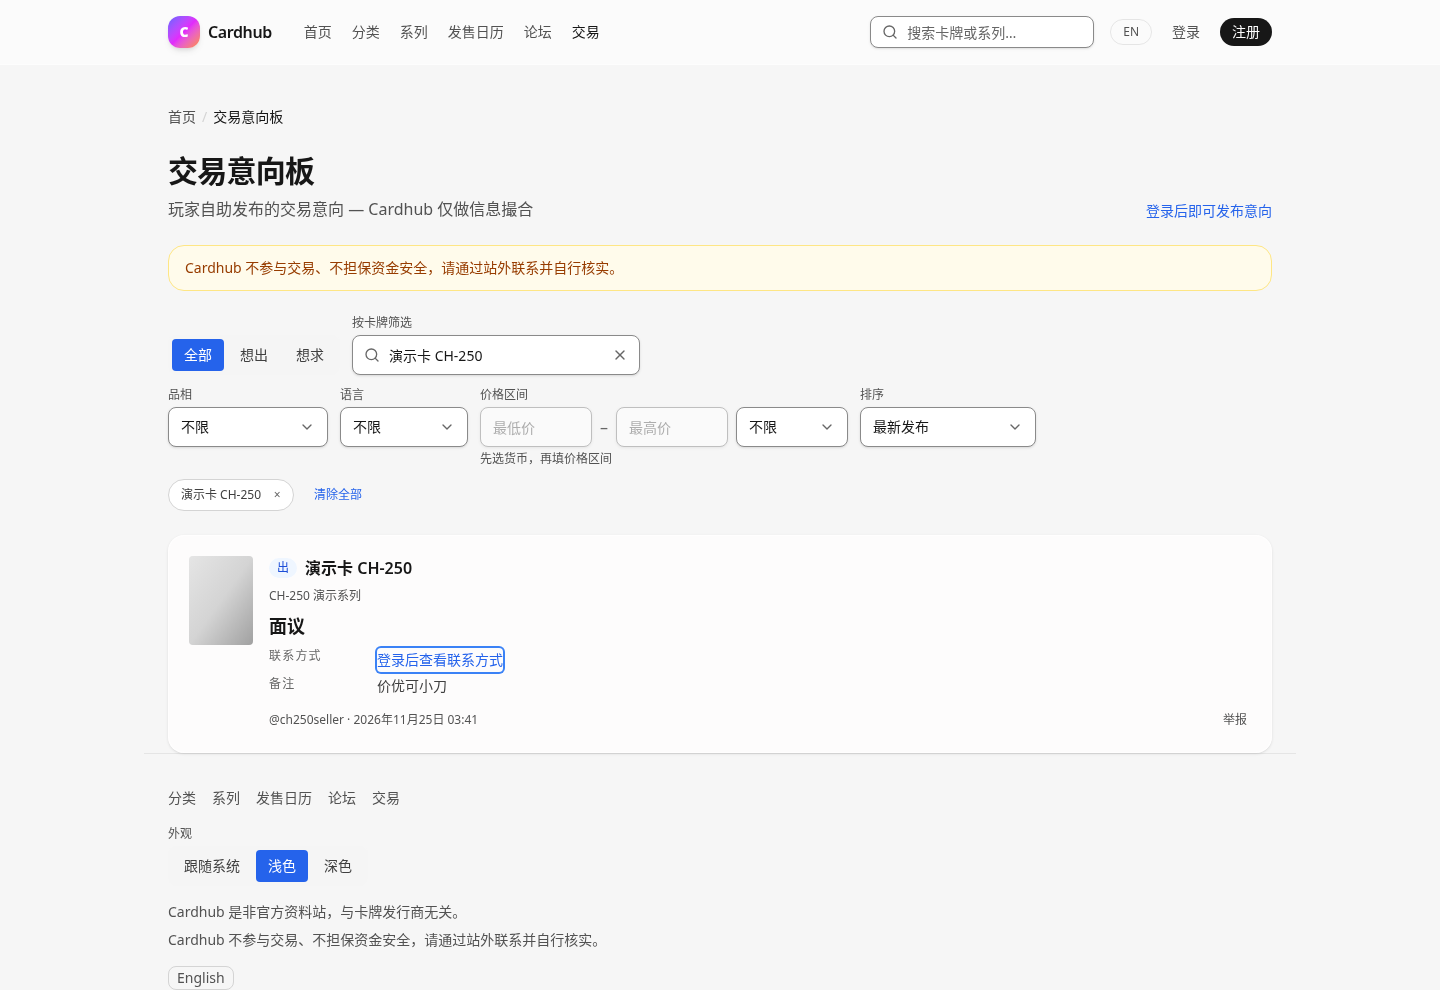 C Cardhub 首页 分类 系列 发售日历 论坛 交易 搜索卡牌或系列... EN 登录 注册
首页 / 交易意向板
交易意向板
玩家自助发布的交易意向 — Cardhub 仅做信息撮合
登录后即可发布意向
Cardhub 不参与交易、不担保资金安全，请通过站外联系并自行核实。
按卡牌筛选
全部 想出 想求 演示卡 CH-250
品相 语言 价格区间 排序
不限 不限 最低价 – 最高价 不限 最新发布
先选货币，再填价格区间
演示卡 CH-250 × 清除全部
出 演示卡 CH-250
CH-250 演示系列
面议
联系方式 登录后查看联系方式
备注 价优可小刀
@ch250seller · 2026年11月25日 03:41 举报
分类 系列 发售日历 论坛 交易
外观
跟随系统 浅色 深色
Cardhub 是非官方资料站，与卡牌发行商无关。
Cardhub 不参与交易、不担保资金安全，请通过站外联系并自行核实。
English